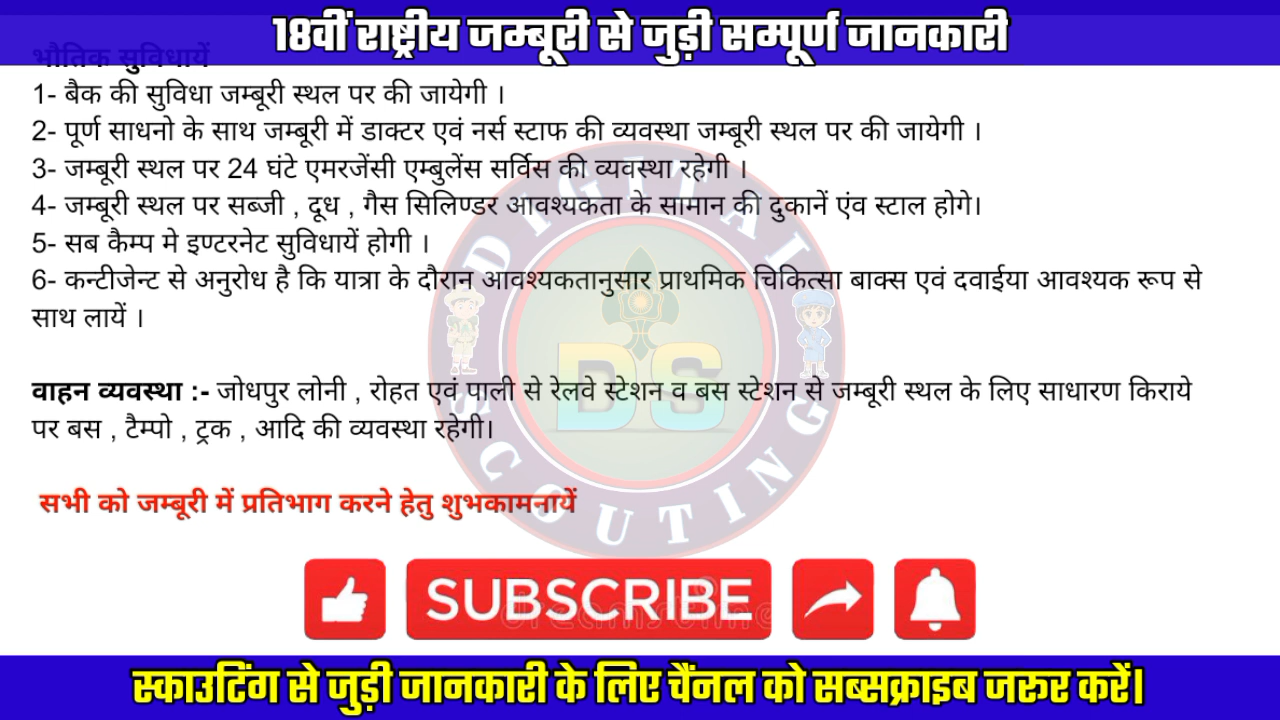 18वीं राष्ट्रीय जम्बूरी से जुड़ी सम्पूर्ण जानकारी
भौतिक सुविधायें
1- बैक की सुविधा जम्बूरी स्थल पर की जायेगी ।
2- पूर्ण साधनो के साथ जम्बूरी में डाक्टर एवं नर्स स्टाफ की व्यवस्था जम्बूरी स्थल पर की जायेगी ।
3- जम्बूरी स्थल पर 24 घंटे एमरजेंसी एम्बुलेंस सर्विस की व्यवस्था रहेगी ।
4- जम्बूरी स्थल पर सब्जी , दूध , गैस सिलिण्डर आवश्यकता के सामान की दुकानें एंव स्टाल होगे।
5- सब कैम्प मे इण्टरनेट सुविधायें होगी ।
6- कन्टीजेन्ट से अनुरोध है कि यात्रा के दौरान आवश्यकतानुसार प्राथमिक चिकित्सा बाक्स एवं दवाईया आवश्यक रूप से
साथ लायें ।
वाहन व्यवस्था :- जोधपुर लोनी , रोहत एवं पाली से रेलवे स्टेशन व बस स्टेशन से जम्बूरी स्थल के लिए साधारण किराये
पर बस , टैम्पो , ट्रक , आदि की व्यवस्था रहेगी।
सभी को जम्बूरी में प्रतिभाग करने हेतु शुभकामनायें
DIGITAL
DS
SCOUTING
SUBSCRIBE
dreamstime
स्काउटिंग से जुड़ी जानकारी के लिए चैंनल को सब्सक्राइब जरूर करें।